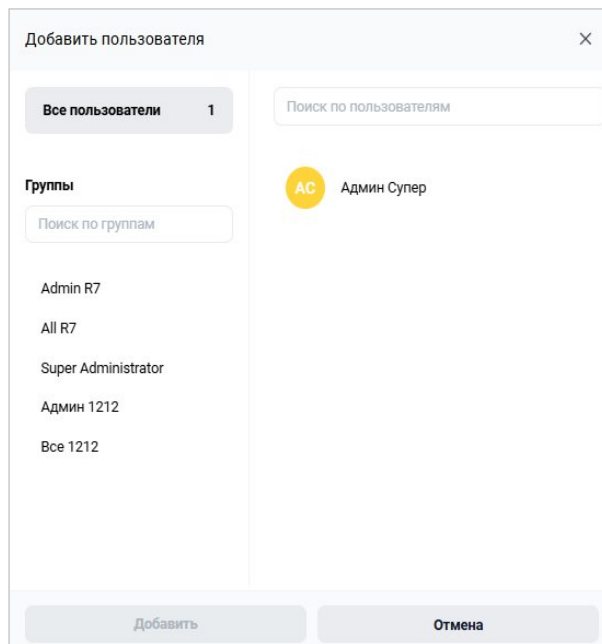 Добавить пользователя
Все пользователи 1
Поиск по пользователям
Группы
Поиск по группам
АС Админ Супер
Admin R7
All R7
Super Administrator
Админ 1212
Все 1212
Добавить
Отмена